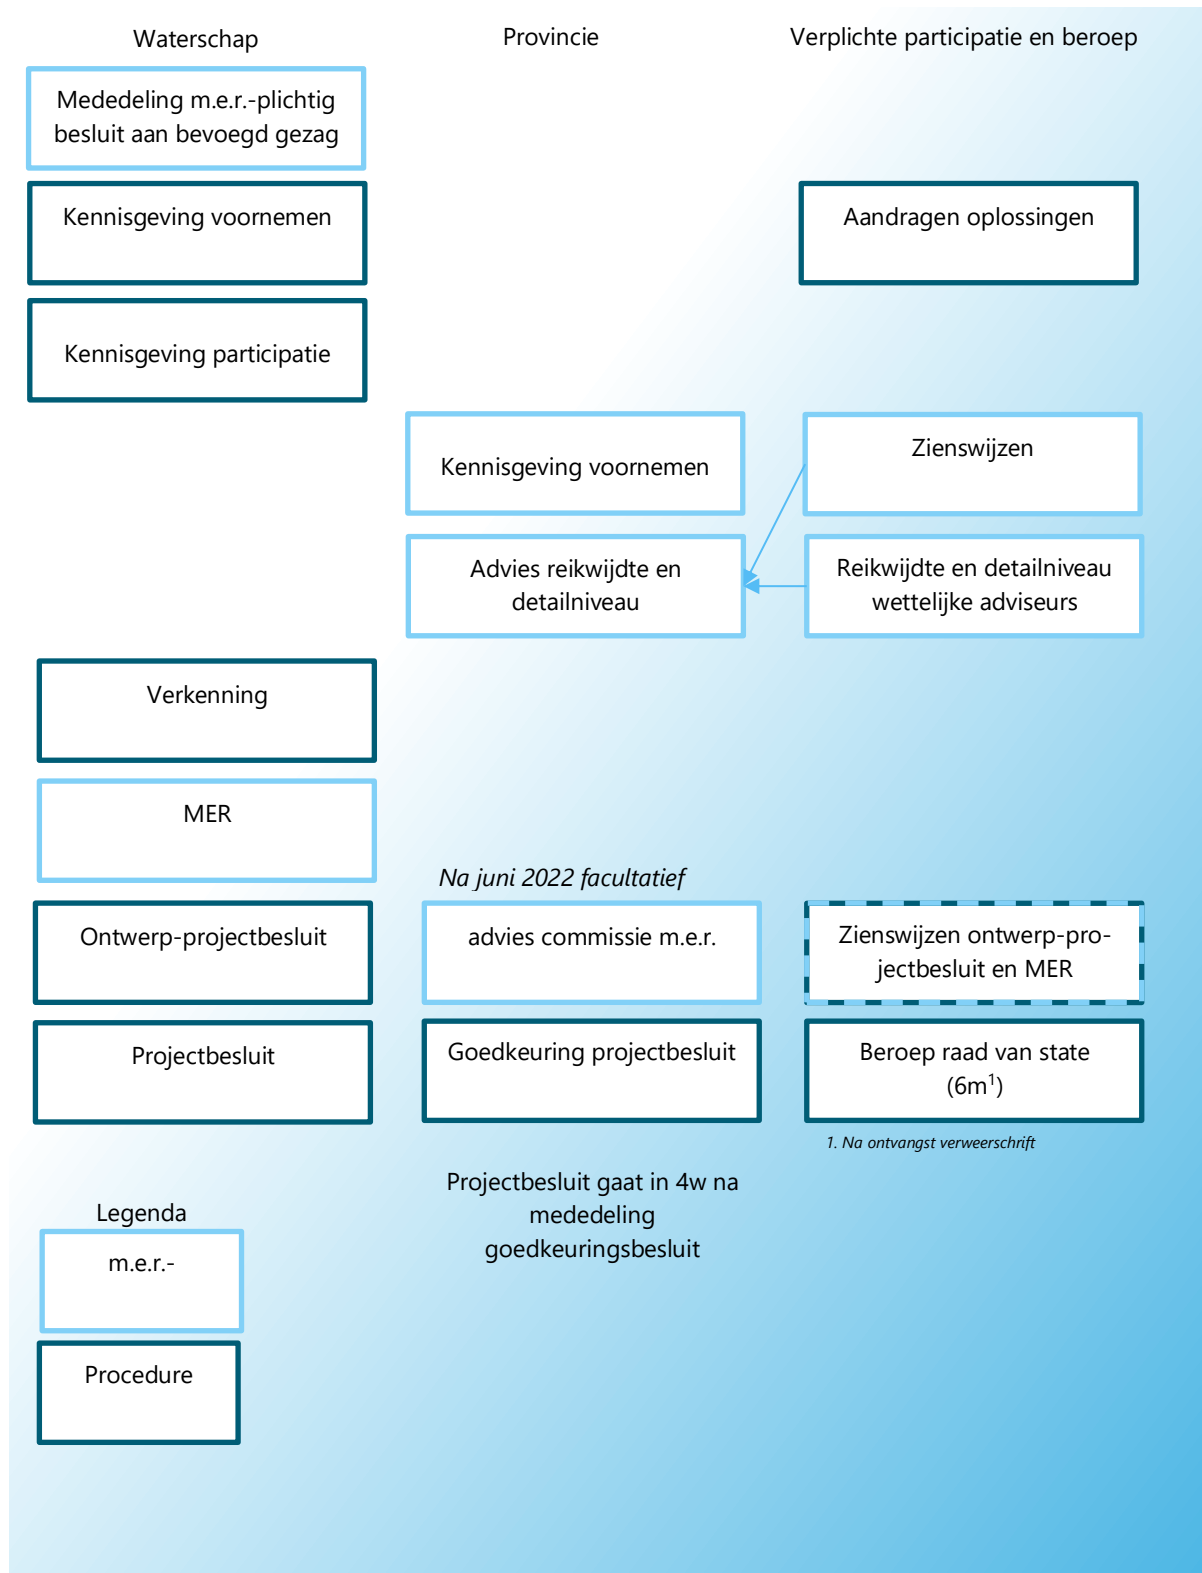 Waterschap
Provincie
Verplichte participatie en beroep
Mededeling m.e.r.-plichtig
besluit aan bevoegd gezag
Kennisgeving voornemen
Aandragen oplossingen
Kennisgeving participatie
Kennisgeving voornemen
Zienswijzen
Advies reikwijdte en
detailniveau
Reikwijdte en detailniveau
wettelijke adviseurs
Verkenning
MER
Na juni 2022 facultatief
Ontwerp-projectbesluit
advies commissie m.e.r.
Zienswijzen ontwerp-pro-
jectbesluit en MER
Projectbesluit
Goedkeuring projectbesluit
Beroep raad van state
(6m¹)
1. Na ontvangst verweerschrift
Projectbesluit gaat in 4w na
mededeling
goedkeuringsbesluit
Legenda
m.e.r.-
Procedure